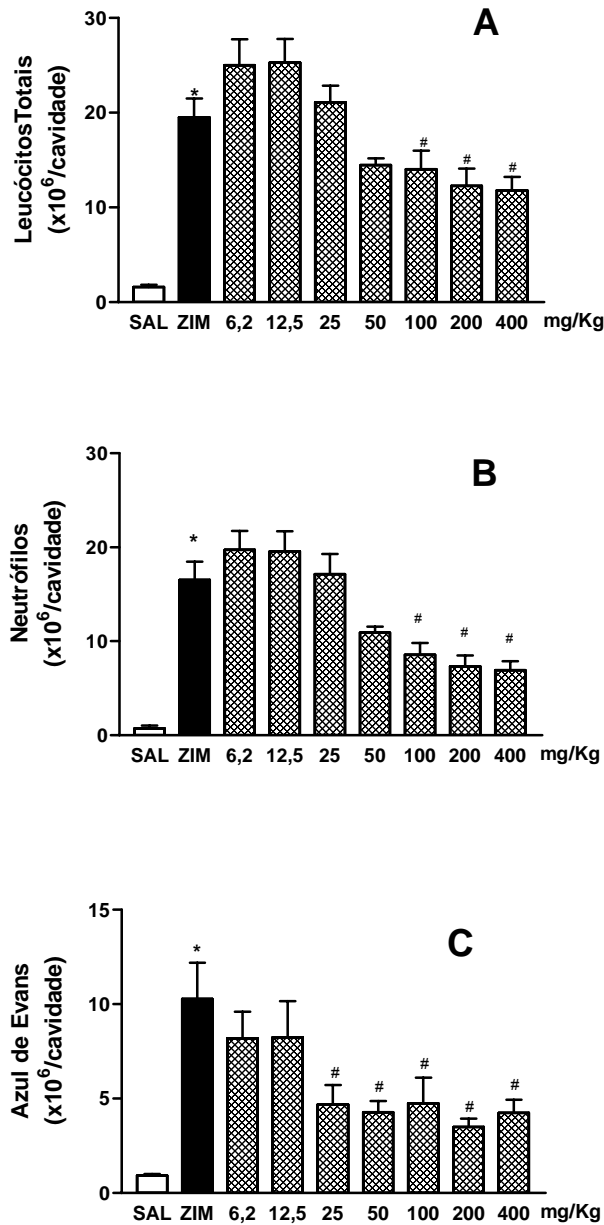 A
LeucócitosTotais
(x10⁶/cavidade)
30
20
10
0
*
#
#
#
SAL ZIM 6,2 12,5 25 50 100 200 400 mg/Kg
B
Neutrófilos
(x10⁶/cavidade)
30
20
10
0
*
#
#
#
SAL ZIM 6,2 12,5 25 50 100 200 400 mg/Kg
C
Azul de Evans
(x10⁶/cavidade)
15
10
5
0
*
#
#
#
#
#
SAL ZIM 6,2 12,5 25 50 100 200 400 mg/Kg